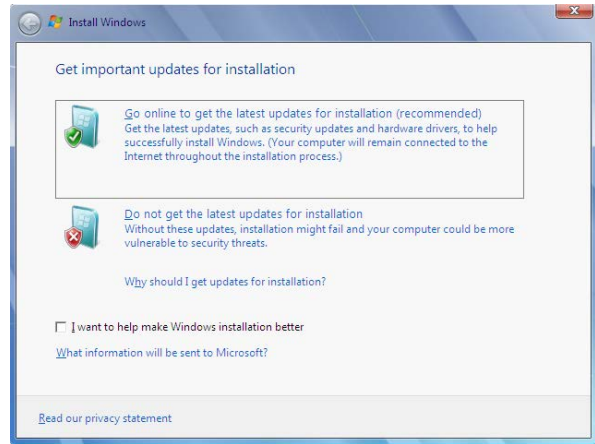 Install Windows
Get important updates for installation
Go online to get the latest updates for installation (recommended)
Get the latest updates, such as security updates and hardware drivers, to help
successfully install Windows. (Your computer will remain connected to the
Internet throughout the installation process.)
Do not get the latest updates for installation
Without these updates, installation might fail and your computer could be more
vulnerable to security threats.
Why should I get updates for installation?
I want to help make Windows installation better
What information will be sent to Microsoft?
Read our privacy statement